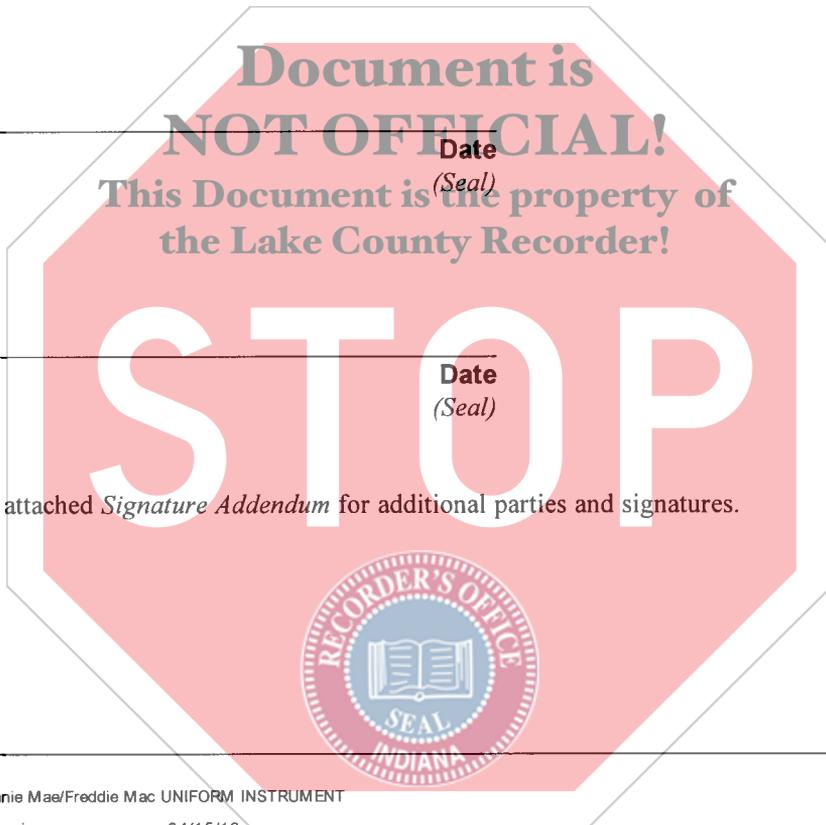 Document is
NOT OFFICIAL!
Date
(Seal)
This Document is the property of
the Lake County Recorder!
STOP
Date
(Seal)
attached Signature Addendum for additional parties and signatures.
RECORDER'S OFFICE
SEAL
INDIANA
nie Mae/Freddie Mac UNIFORM INSTRUMENT